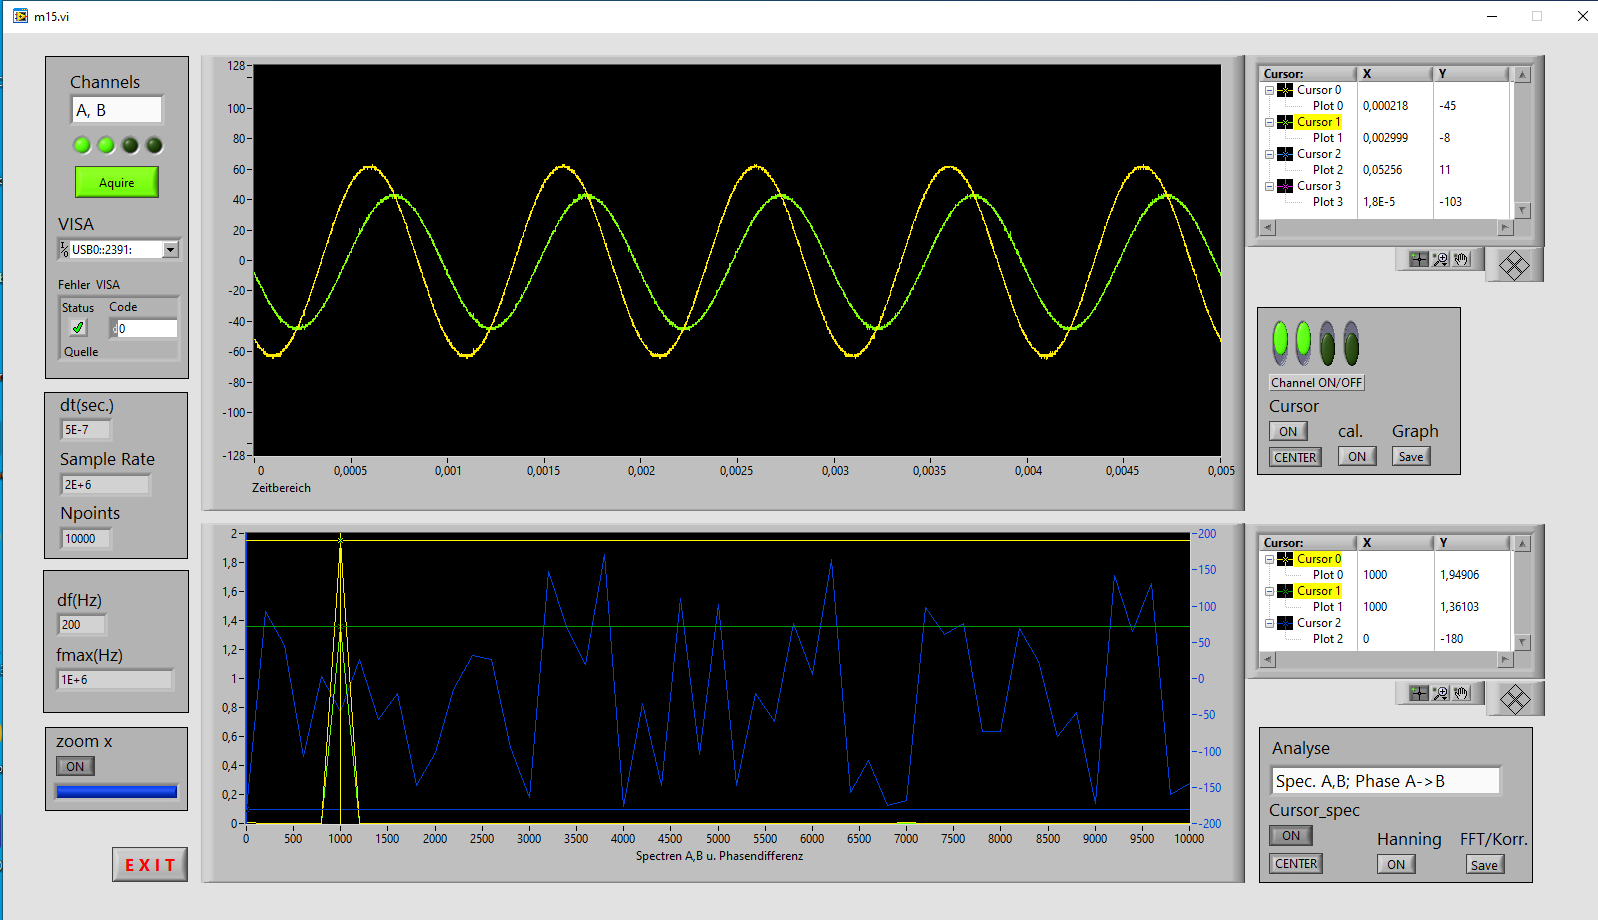 m15.vi
Channels
A, B
Aquire
VISA
USB0::2391:
Fehler VISA
Status Code
0
Quelle
dt(sec.)
5E-7
Sample Rate
2E+6
Npoints
10000
df(Hz)
200
fmax(Hz)
1E+6
zoom x
ON
EXIT
128
100
80
60
40
20
0
-20
-40
-60
-80
-100
-128
0 0,0005 0,001 0,0015 0,002 0,0025 0,003 0,0035 0,004 0,0045 0,005
Zeitbereich
Cursor: X Y
Cursor 0
Plot 0 0,000218 -45
Cursor 1
Plot 1 0,002999 -8
Cursor 2
Plot 2 0,05256 11
Cursor 3
Plot 3 1,8E-5 -103
Channel ON/OFF
Cursor
ON cal. Graph
CENTER ON Save
2 200
1,8 150
1,6 100
1,4 50
1,2 0
1 -50
0,8 -100
0,6 -150
0,4 -200
0,2
0
0 500 1000 1500 2000 2500 3000 3500 4000 4500 5000 5500 6000 6500 7000 7500 8000 8500 9000 9500 10000
Spectren A,B u. Phasendifferenz
Cursor: X Y
Cursor 0
Plot 0 1000 1,94906
Cursor 1
Plot 1 1000 1,36103
Cursor 2
Plot 2 0 -180
Analyse
Spec. A,B; Phase A->B
Cursor_spec
ON Hanning FFT/Korr.
CENTER ON Save